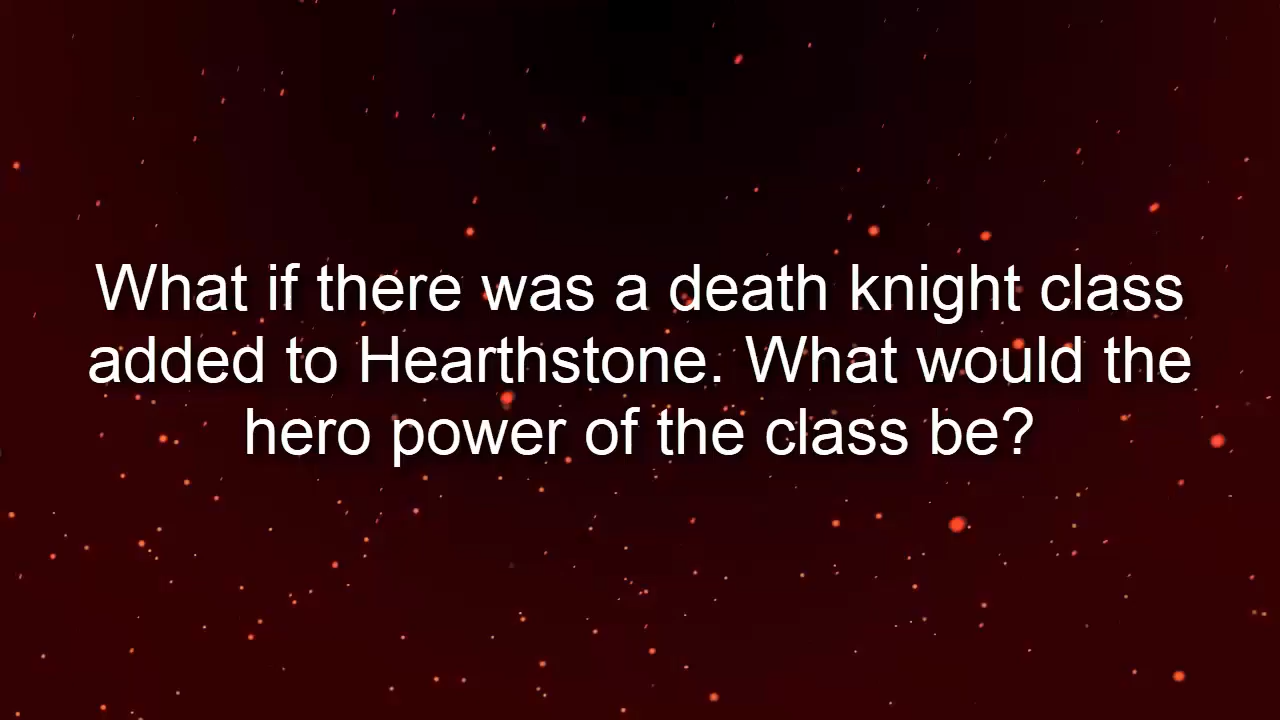 What if there was a death knight class
added to Hearthstone. What would the
hero power of the class be?